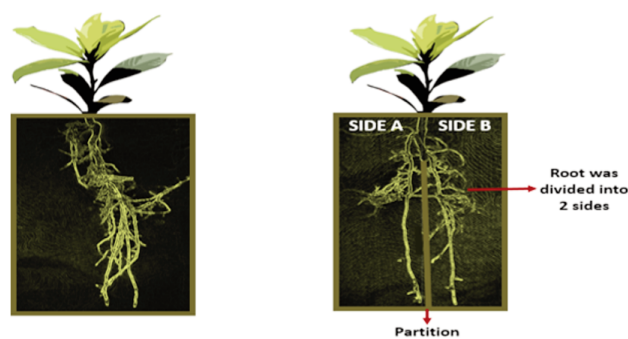 SIDE A SIDE B
Root was
divided into
2 sides
Partition